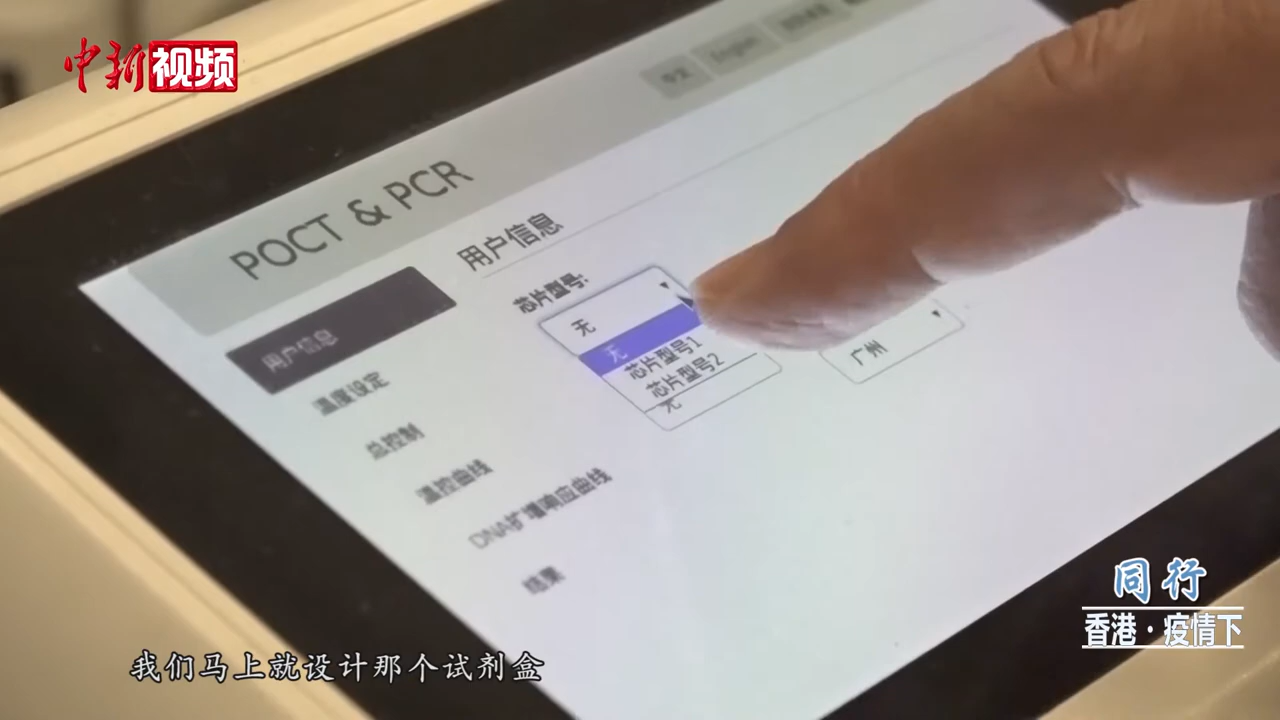 中新视频
中文 English
POCT & PCR
用户信息
用户信息
芯片型号:
无
无
芯片型号1
芯片型号2
无
广州
温度设定
总控制
温控曲线
DNA扩增响应曲线
结果
同行
香港·疫情下
我们马上就设计那个试剂盒